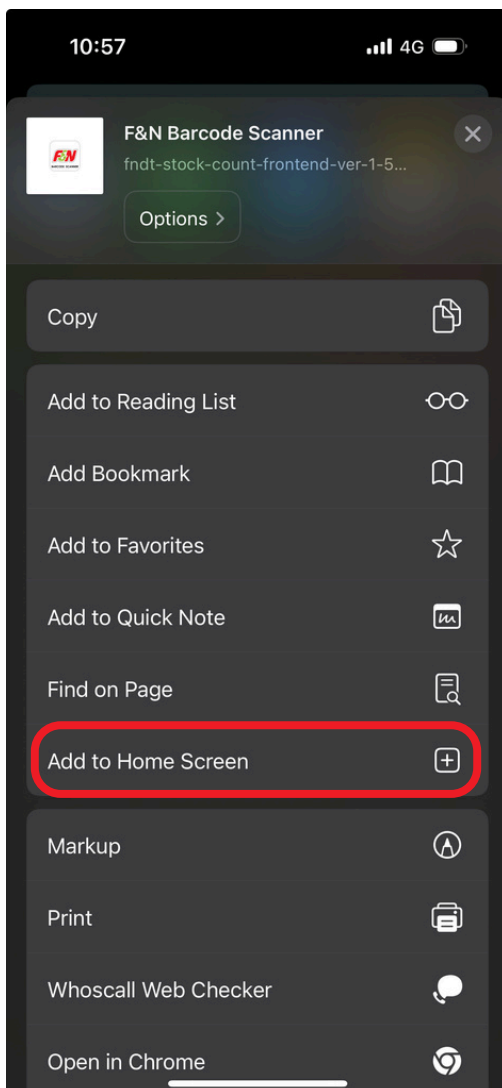 10:57
4G
F&N
BARCODE SCANNER
F&N Barcode Scanner
fndt-stock-count-frontend-ver-1-5...
Options >
Copy
Add to Reading List
Add Bookmark
Add to Favorites
Add to Quick Note
Find on Page
Add to Home Screen
Markup
Print
Whoscall Web Checker
Open in Chrome